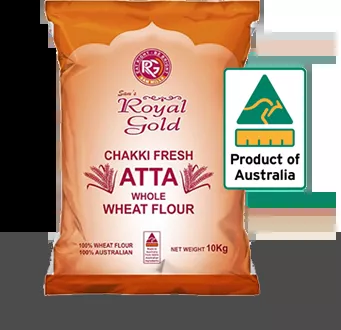 RG
Sam's
Royal
Gold
CHAKKI FRESH
ATTA
WHOLE
WHEAT FLOUR
100% WHEAT FLOUR
100% AUSTRALIAN
NET WEIGHT 10Kg
Product of
Australia